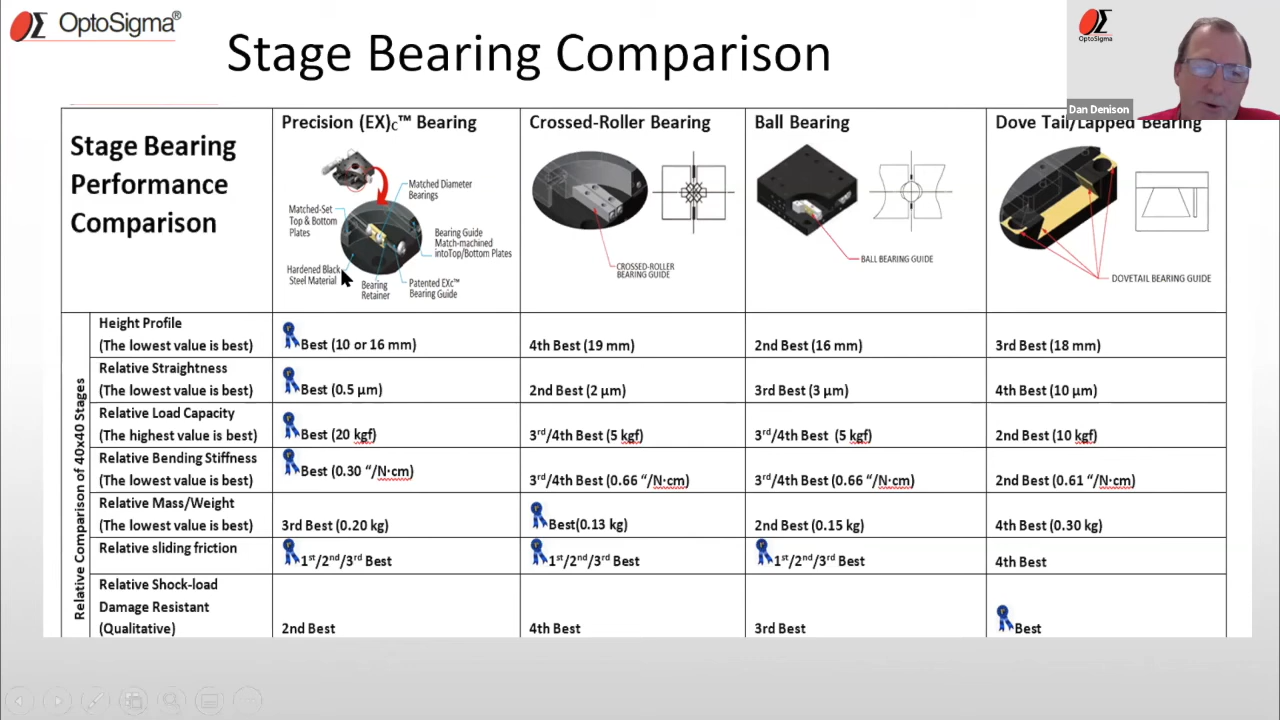 OptoSigma®
Stage Bearing Comparison
OptoSigma
Dan Denison
Stage Bearing
Performance
Comparison
Precision (EX)C™ Bearing
Matched Diameter
Bearings
Matched-Set
Top & Bottom
Plates
Bearing Guide
Match-machined
intoTop/Bottom Plates
Hardened Black
Steel Material
Bearing
Retainer
Patented EXc™
Bearing Guide
Crossed-Roller Bearing
CROSSED-ROLLER
BEARING GUIDE
Ball Bearing
BALL BEARING GUIDE
Dove Tail/Lapped Bearing
DOVETAIL BEARING GUIDE
Relative Comparison of 40x40 Stages
Height Profile
(The lowest value is best)
Best (10 or 16 mm)
4th Best (19 mm)
2nd Best (16 mm)
3rd Best (18 mm)
Relative Straightness
(The lowest value is best)
Best (0.5 µm)
2nd Best (2 µm)
3rd Best (3 µm)
4th Best (10 µm)
Relative Load Capacity
(The highest value is best)
Best (20 kgf)
3rd/4th Best (5 kgf)
3rd/4th Best (5 kgf)
2nd Best (10 kgf)
Relative Bending Stiffness
(The lowest value is best)
Best (0.30 “/N·cm)
3rd/4th Best (0.66 “/N·cm)
3rd/4th Best (0.66 “/N·cm)
2nd Best (0.61 “/N·cm)
Relative Mass/Weight
(The lowest value is best)
3rd Best (0.20 kg)
Best(0.13 kg)
2nd Best (0.15 kg)
4th Best (0.30 kg)
Relative sliding friction
1st/2nd/3rd Best
1st/2nd/3rd Best
1st/2nd/3rd Best
4th Best
Relative Shock-load
Damage Resistant
(Qualitative)
2nd Best
4th Best
3rd Best
Best